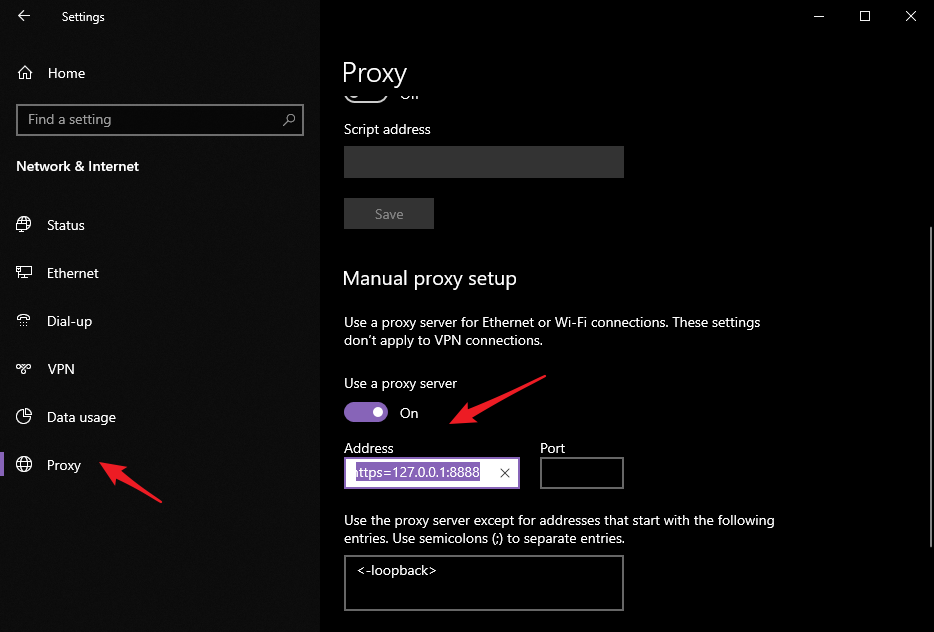 Settings
Home
Find a setting
Network & Internet
Status
Ethernet
Dial-up
VPN
Data usage
Proxy
Proxy
Off
Script address
Save
Manual proxy setup
Use a proxy server for Ethernet or Wi-Fi connections. These settings
don't apply to VPN connections.
Use a proxy server
On
Address
Port
https=127.0.0.1:8888
Use the proxy server except for addresses that start with the following
entries. Use semicolons (;) to separate entries.
<-loopback>